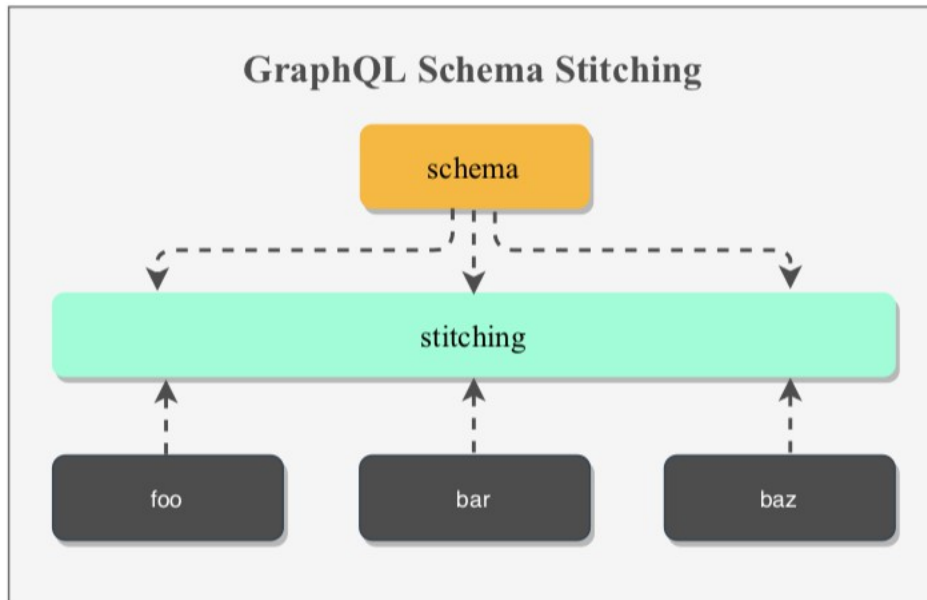 GraphQL Schema Stitching
schema
stitching
foo
bar
baz